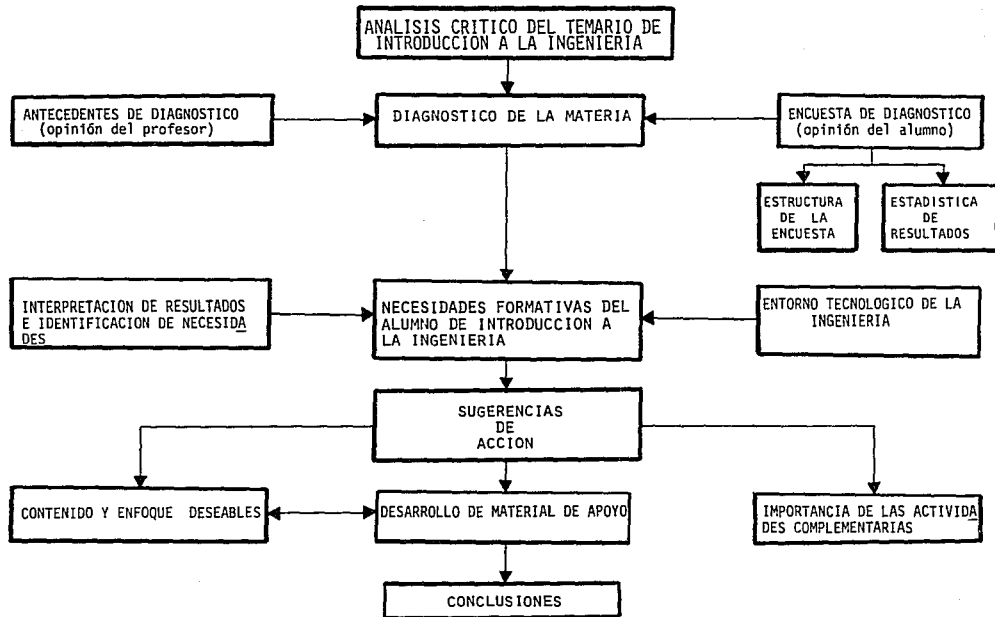 ANALISIS CRITICO DEL TEMARIO DE
INTRODUCCION A LA INGENIERIA
ANTECEDENTES DE DIAGNOSTICO
(opinión del profesor)
DIAGNOSTICO DE LA MATERIA
ENCUESTA DE DIAGNOSTICO
(opinión del alumno)
ESTRUCTURA
DE LA
ENCUESTA
ESTADISTICA
DE
RESULTADOS
INTERPRETACION DE RESULTADOS
E IDENTIFICACION DE NECESIDA
DES
NECESIDADES FORMATIVAS DEL
ALUMNO DE INTRODUCCION A
LA INGENIERIA
ENTORNO TECNOLOGICO DE LA
INGENIERIA
SUGERENCIAS
DE
ACCION
CONTENIDO Y ENFOQUE DESEABLES
DESARROLLO DE MATERIAL DE APOYO
IMPORTANCIA DE LAS ACTIVIDA
DES COMPLEMENTARIAS
CONCLUSIONES